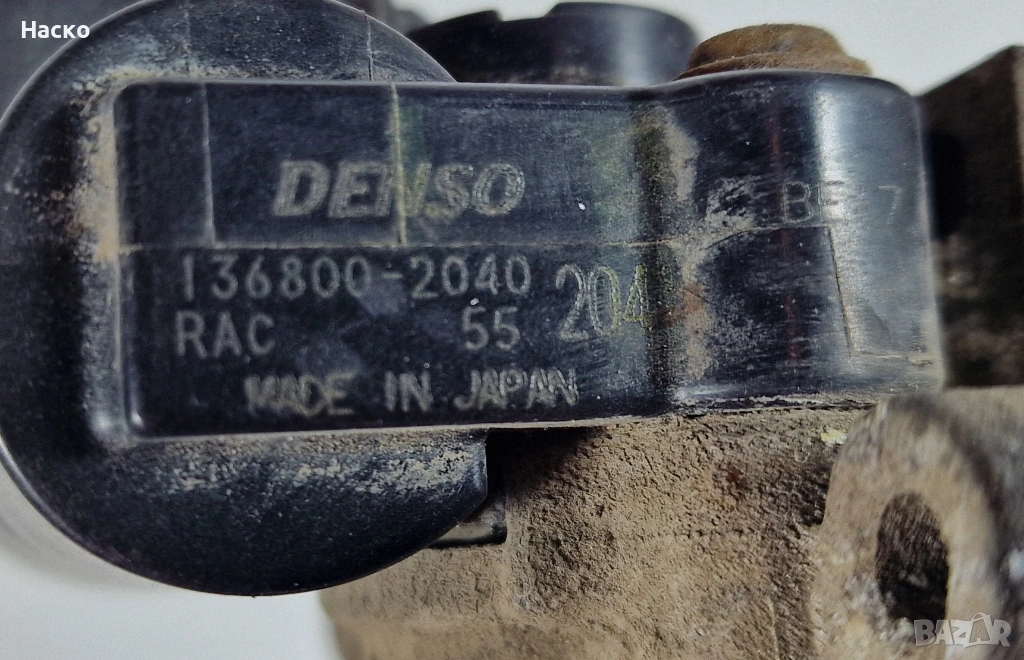 Наско
DENSO
136800-2040 204
RAC 55
MADE IN JAPAN
BAZAR